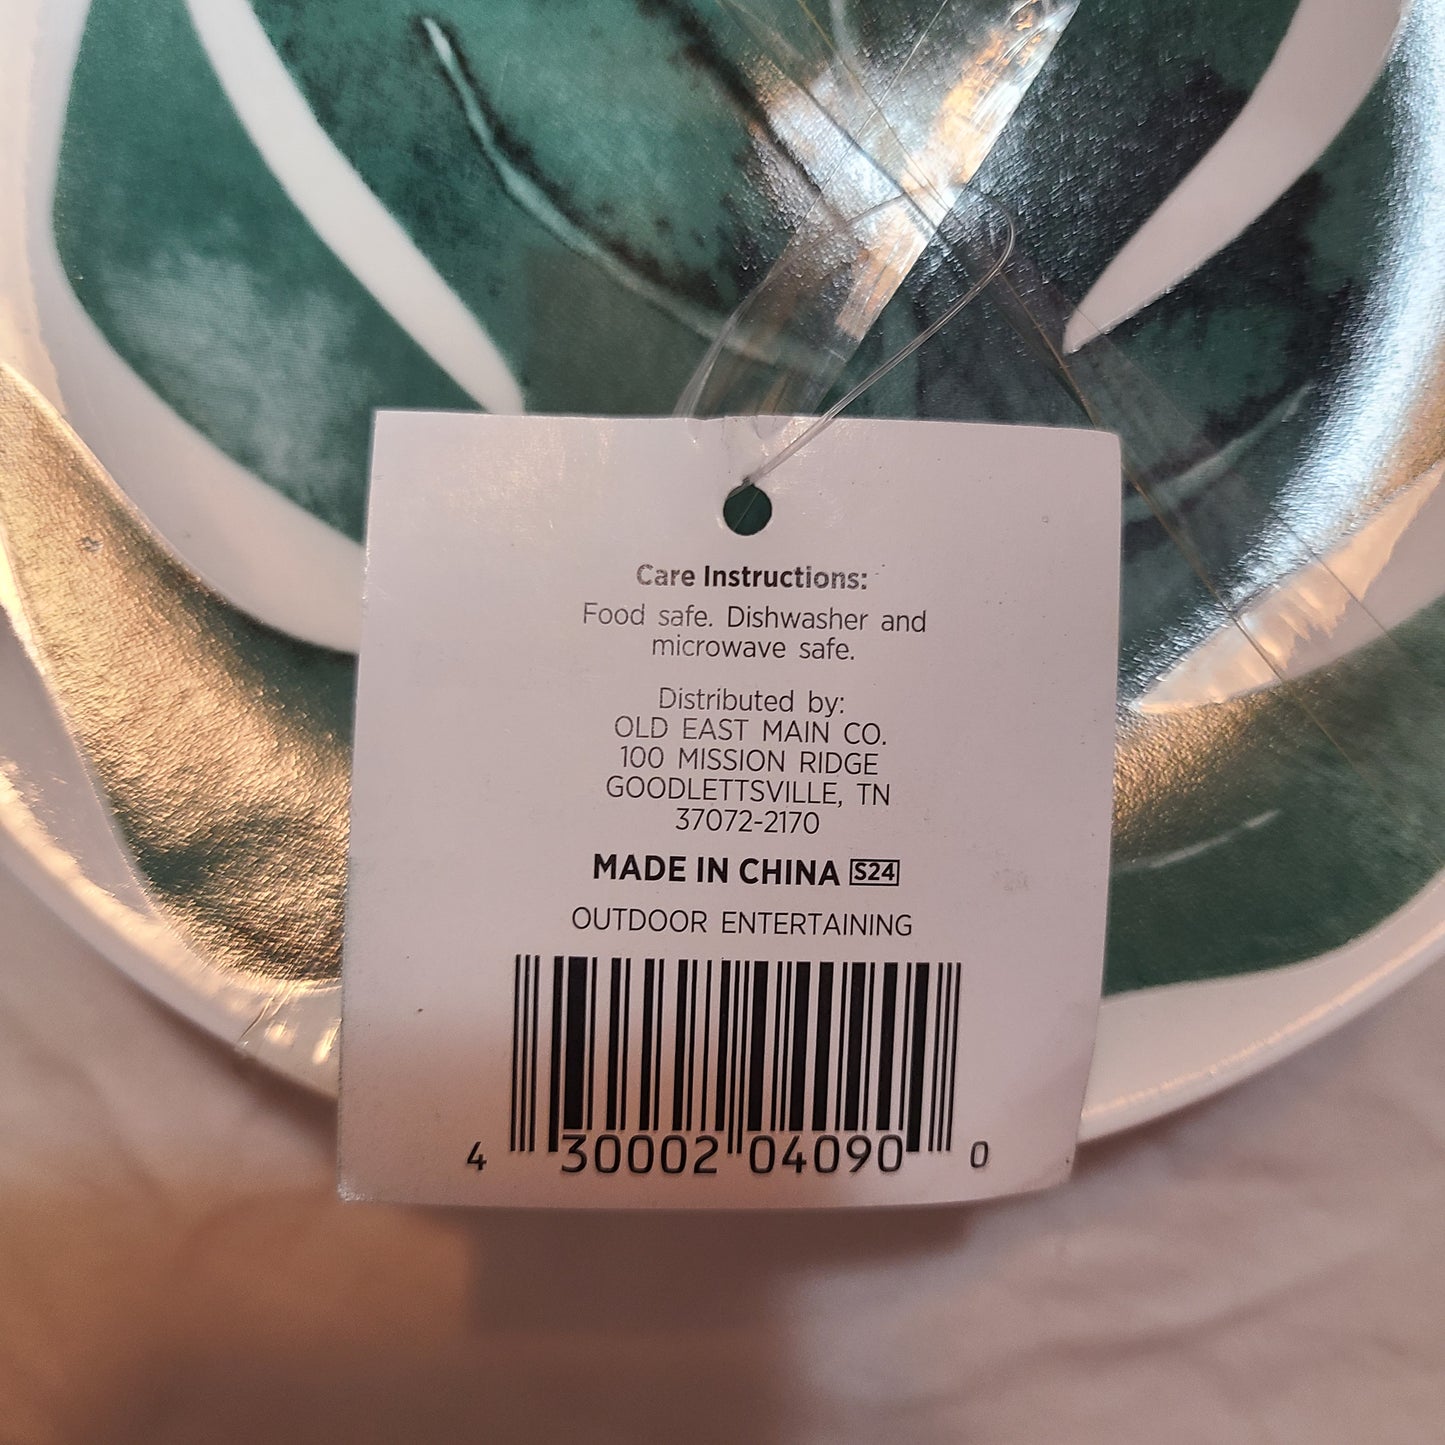 Care Instructions:
Food safe. Dishwasher and
microwave safe.
Distributed by:
OLD EAST MAIN CO.
100 MISSION RIDGE
GOODLETTSVILLE, TN
37072-2170
MADE IN CHINA S24
OUTDOOR ENTERTAINING
4 30002 04090 0